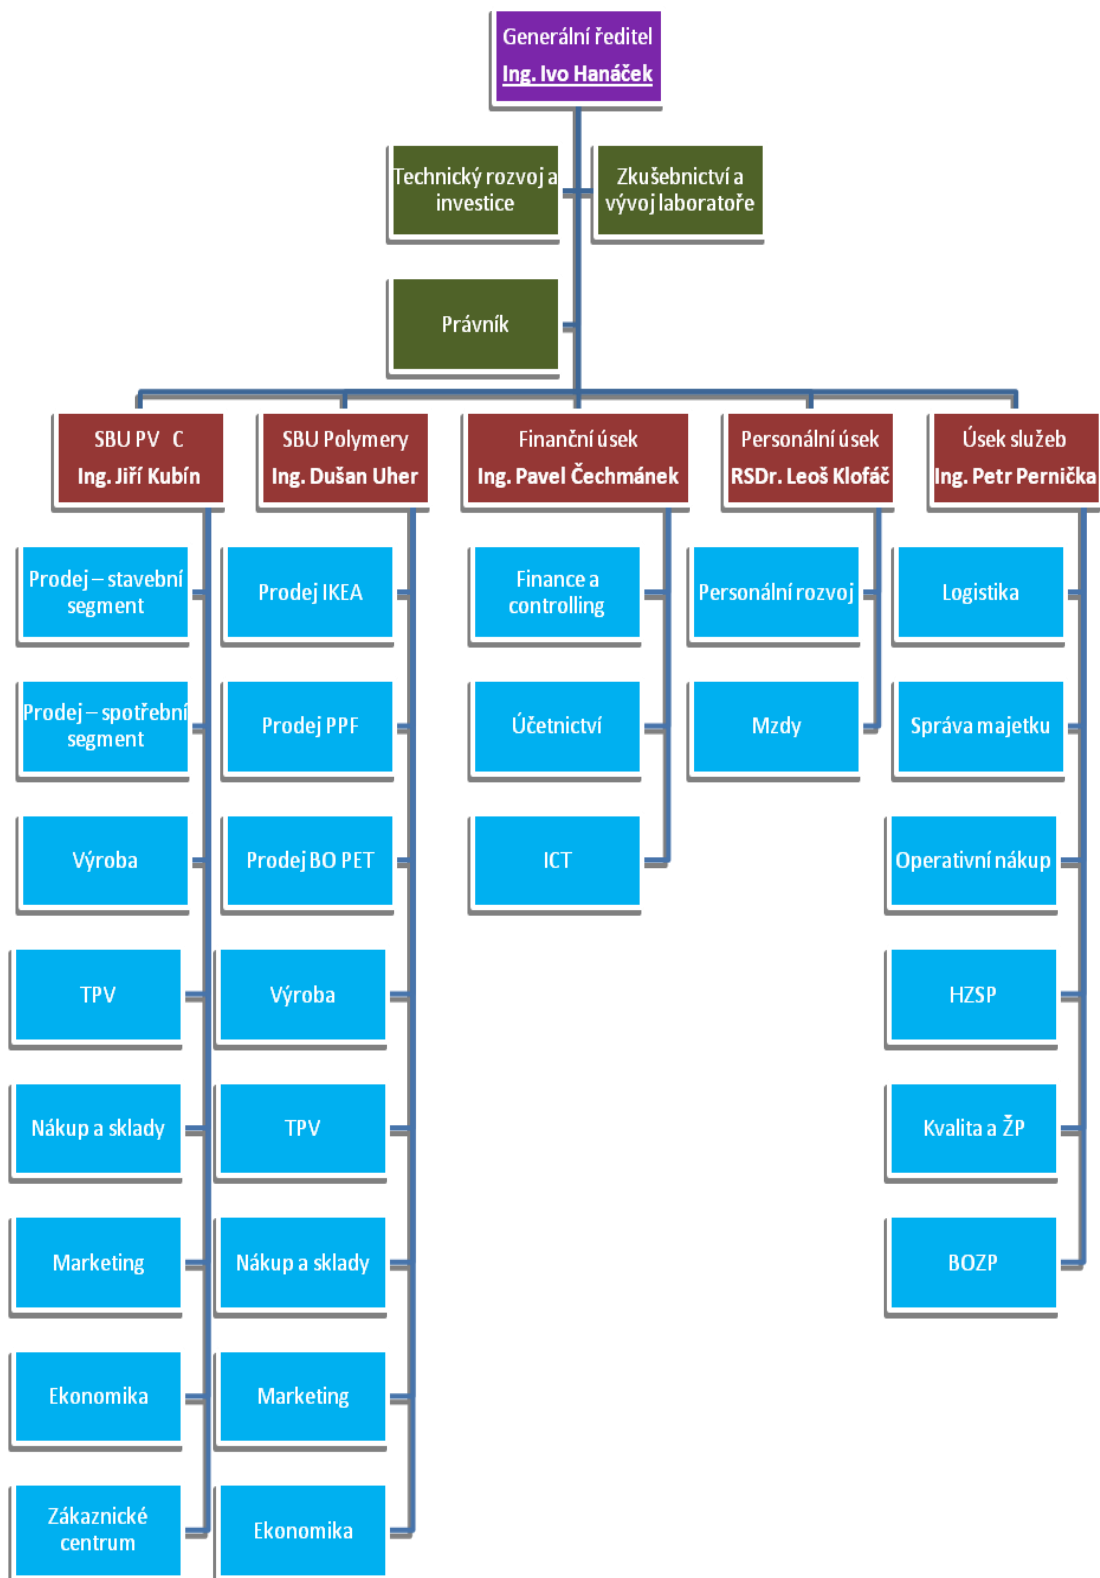 Generální ředitel
Ing. Ivo Hanáček
Technický rozvoj a
investice
Zkušebnictví a
vývoj laboratoře
Právník
SBU PV C
Ing. Jiří Kubín
SBU Polymery
Ing. Dušan Uher
Finanční úsek
Ing. Pavel Čechmánek
Personální úsek
RSDr. Leoš Klofáč
Úsek služeb
Ing. Petr Pernička
Prodej – stavební
segment
Prodej – spotřební
segment
Výroba
TPV
Nákup a sklady
Marketing
Ekonomika
Zákaznické
centrum
Prodej IKEA
Prodej PPF
Prodej BO PET
Výroba
TPV
Nákup a sklady
Marketing
Ekonomika
Finance a
controlling
Účetnictví
ICT
Personální rozvoj
Mzdy
Logistika
Správa majetku
Operativní nákup
HZSP
Kvalita a ŽP
BOZP